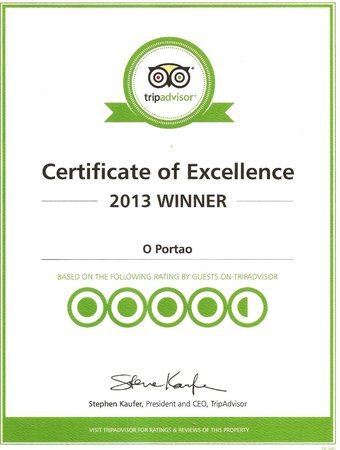 tripadvisor®
Certificate of Excellence
2013 WINNER
O Portao
BASED ON THE FOLLOWING RATING BY GUESTS ON TRIPADVISOR
Steve Kaufer
Stephen Kaufer, President and CEO, TripAdvisor
VISIT TRIPADVISOR FOR RATINGS & REVIEWS OF THIS PROPERTY